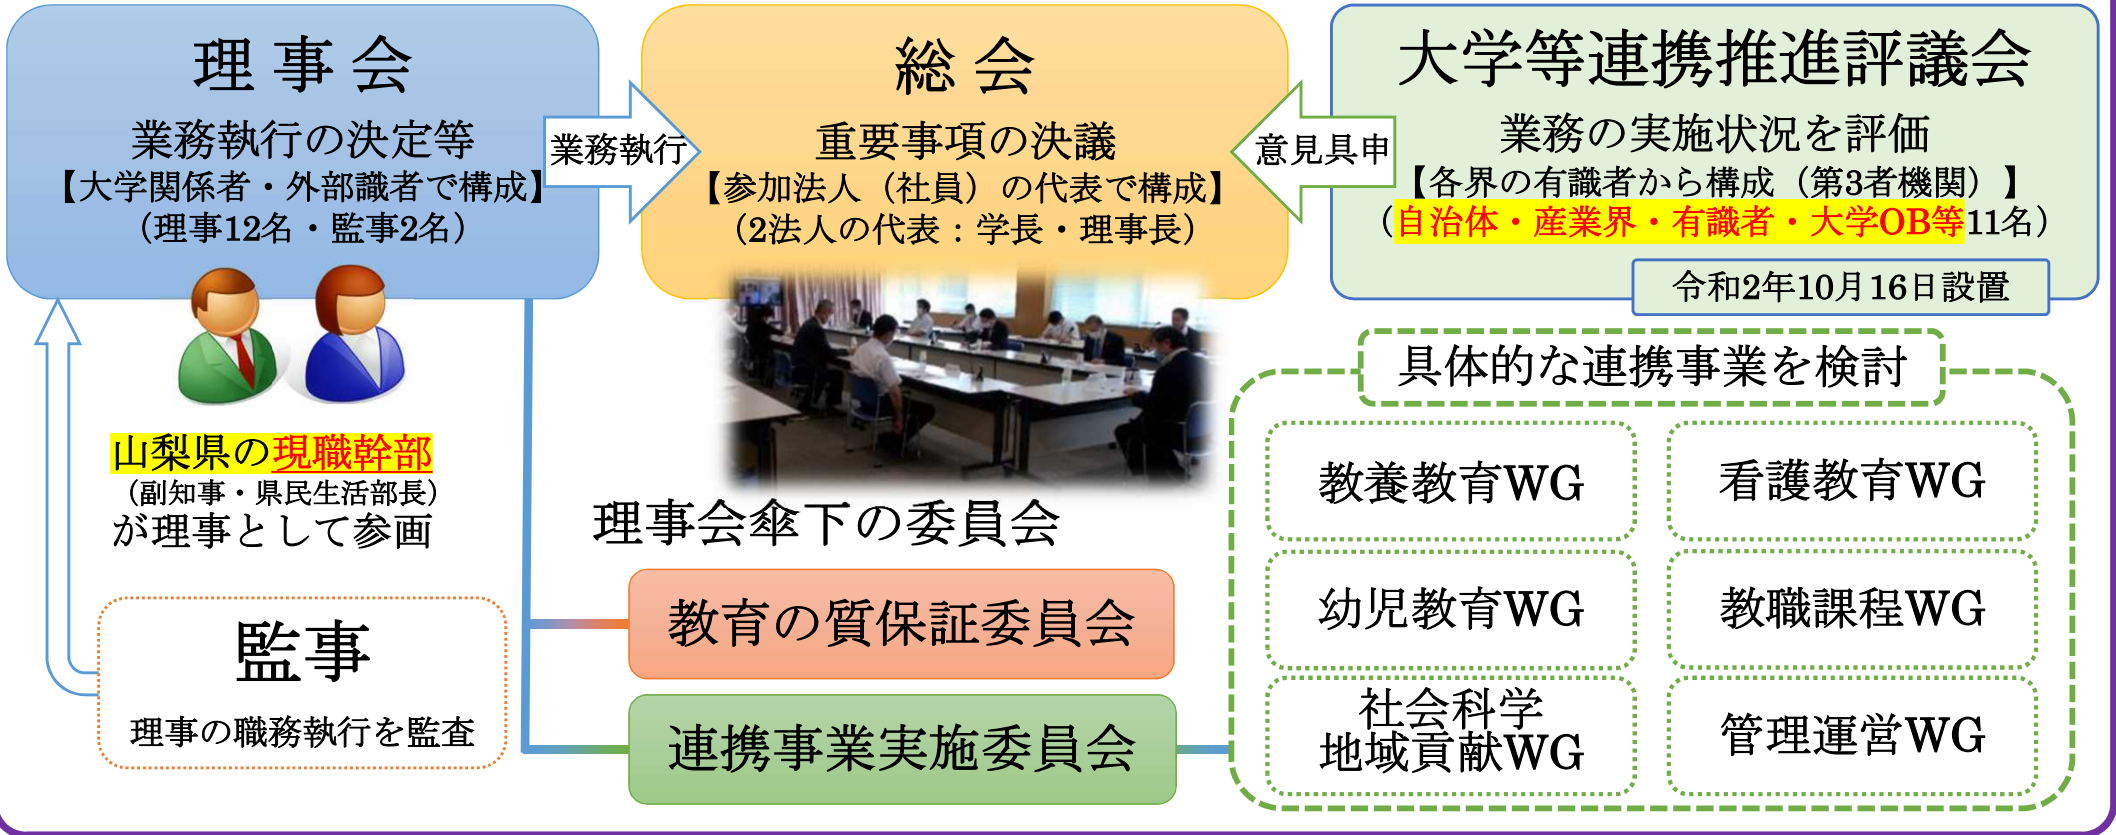 理事会
業務執行の決定等
【大学関係者・外部識者で構成】
（理事12名・監事2名）
業務執行
総会
重要事項の決議
【参加法人（社員）の代表で構成】
（2法人の代表：学長・理事長）
意見具申
大学等連携推進評議会
業務の実施状況を評価
【各界の有識者から構成（第3者機関）】
（自治体・産業界・有識者・大学OB等11名）
令和2年10月16日設置
山梨県の現職幹部
（副知事・県民生活部長）
が理事として参画
監事
理事の職務執行を監査
理事会傘下の委員会
教育の質保証委員会
連携事業実施委員会
具体的な連携事業を検討
教養教育WG
看護教育WG
幼児教育WG
教職課程WG
社会科学
地域貢献WG
管理運営WG